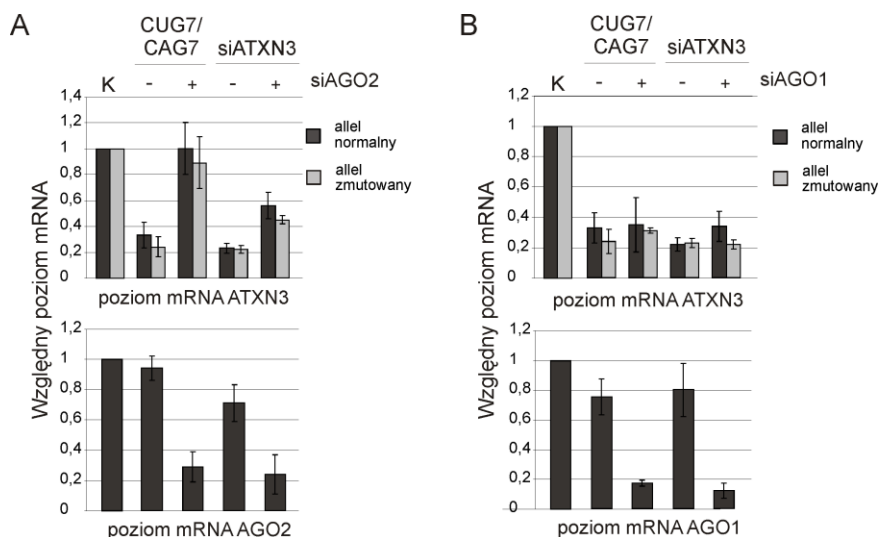 A
CUG7/
CAG7
siATXN3
K
-
+
-
+
siAGO2
1,4
1,2
1
0,8
0,6
0,4
0,2
0
allel
normalny
allel
zmutowany
poziom mRNA ATXN3
1,2
1
0,8
0,6
0,4
0,2
0
poziom mRNA AGO2
Względny poziom mRNA
B
CUG7/
CAG7
siATXN3
K
-
+
-
+
siAGO1
1,2
1
0,8
0,6
0,4
0,2
0
allel
normalny
allel
zmutowany
poziom mRNA ATXN3
1,2
1
0,8
0,6
0,4
0,2
0
poziom mRNA AGO1
Względny poziom mRNA